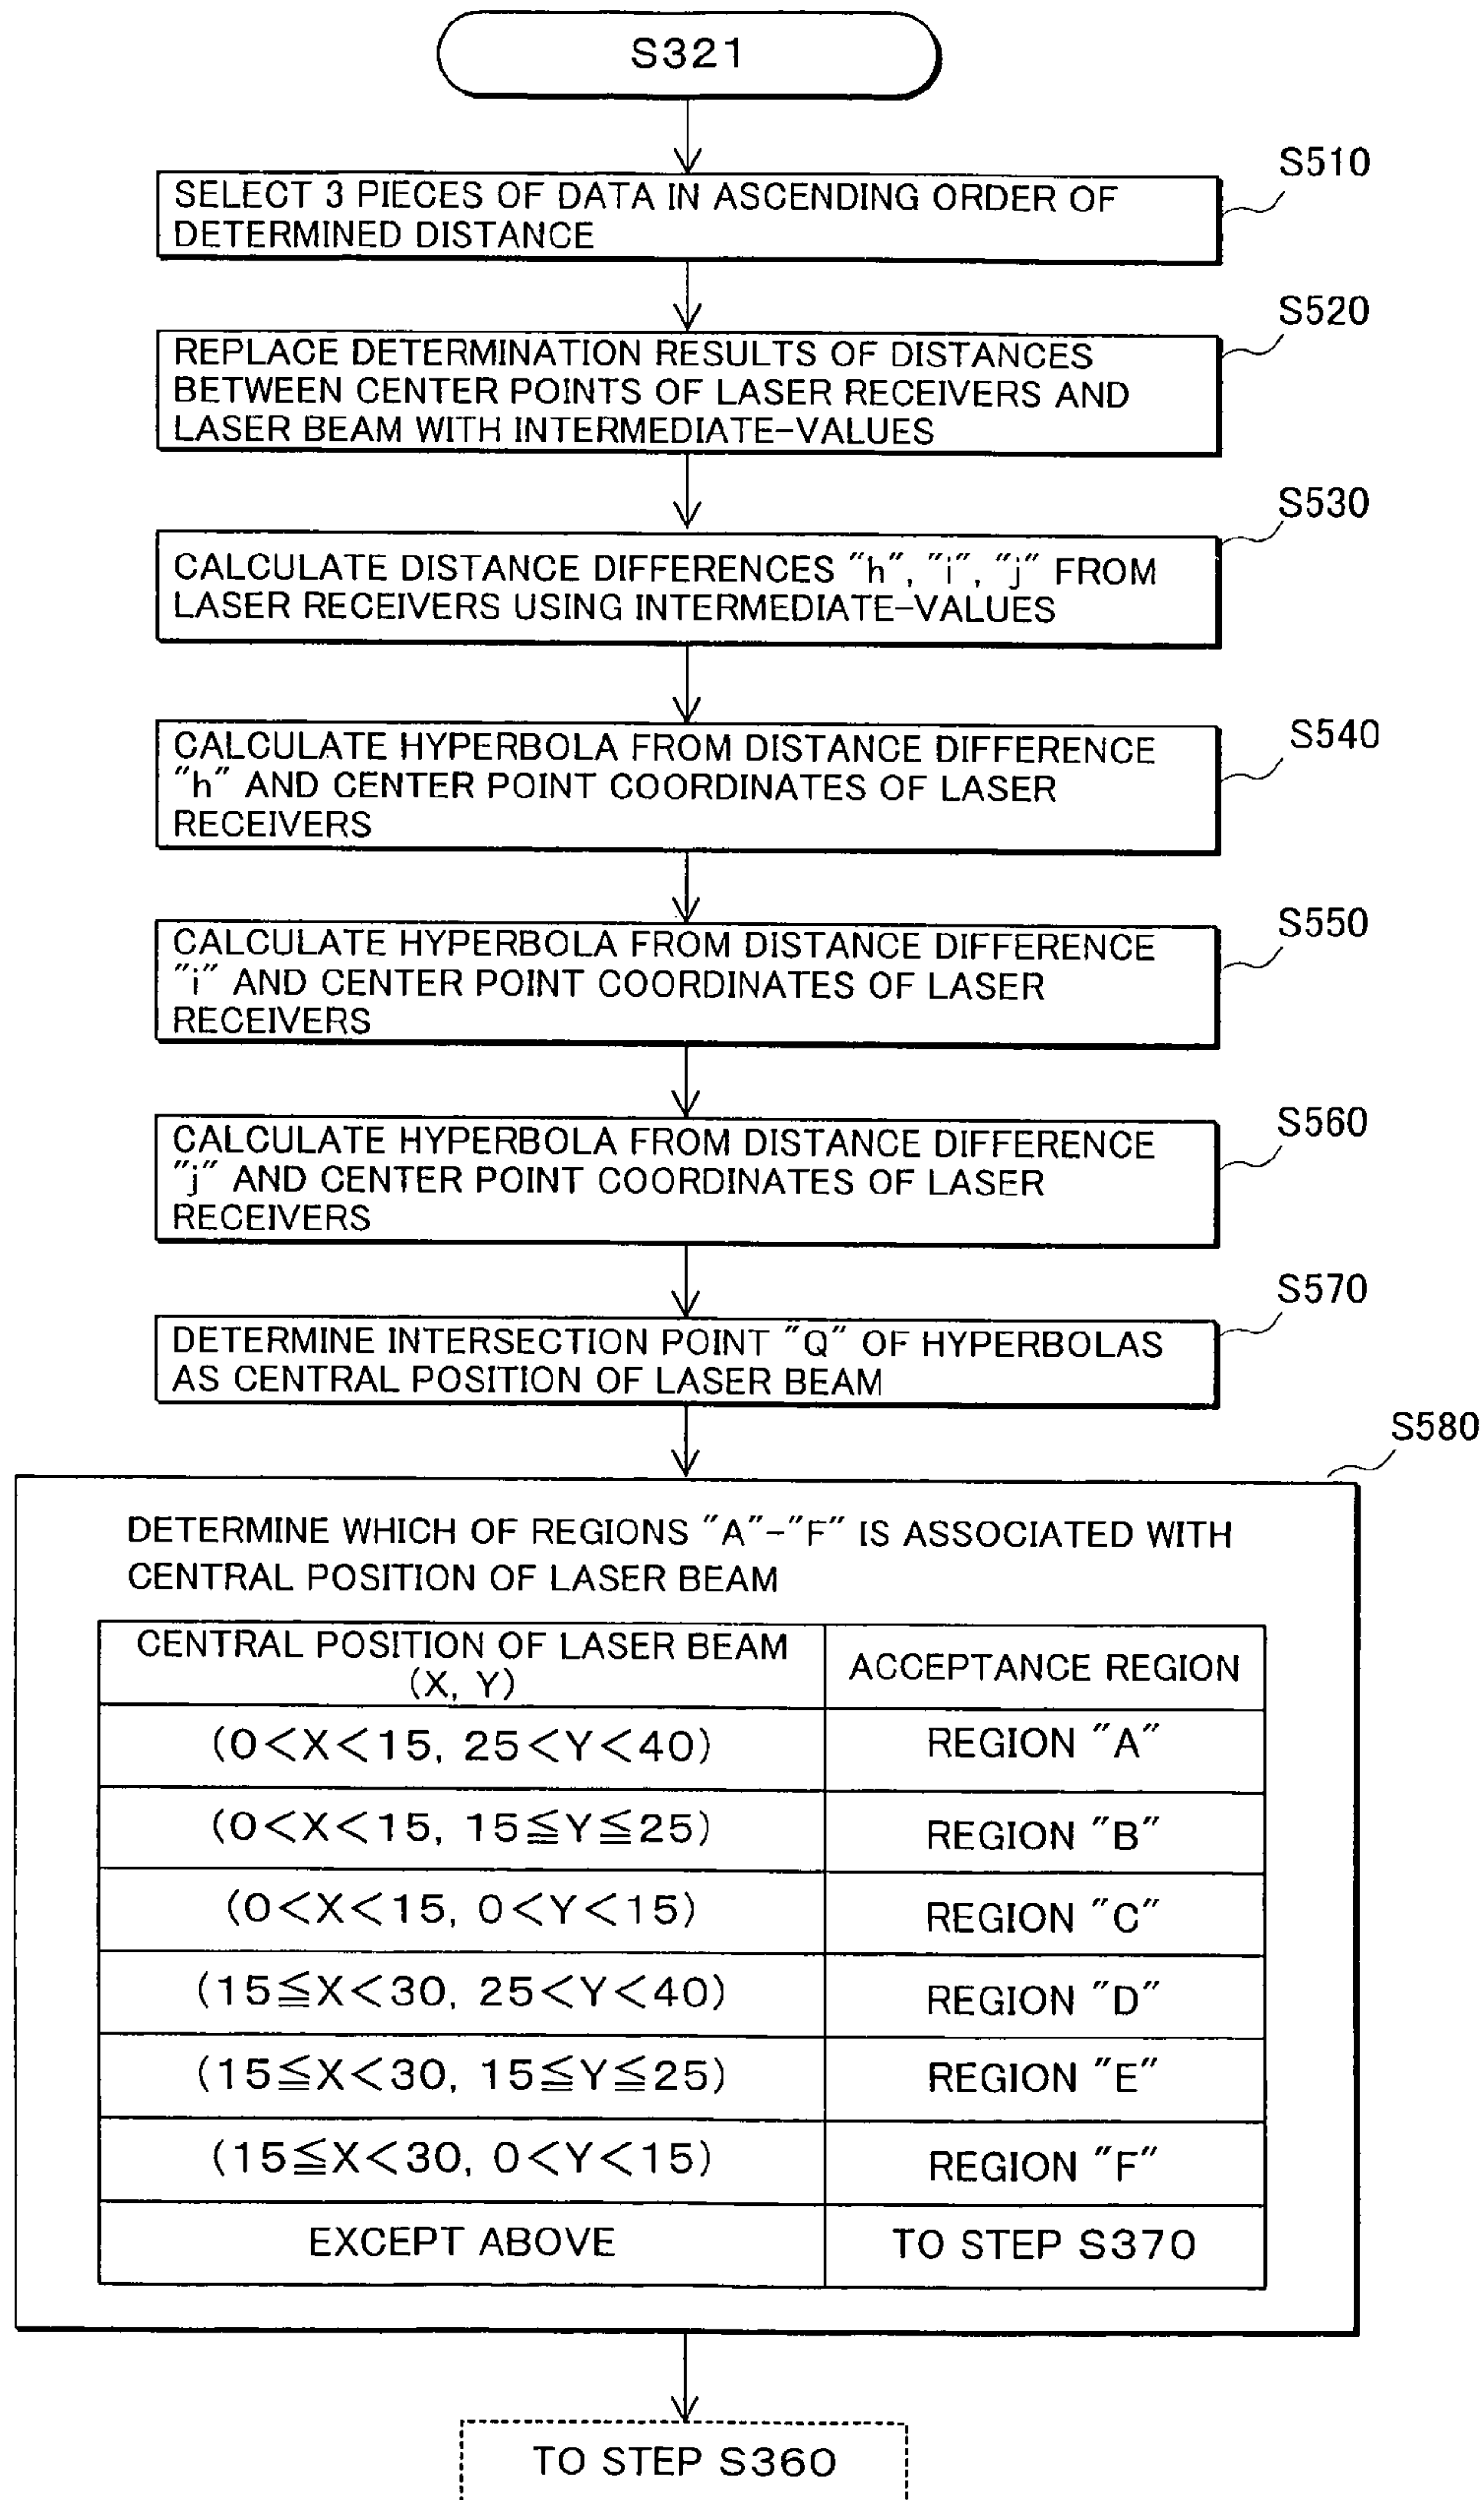 S321
S510
SELECT 3 PIECES OF DATA IN ASCENDING ORDER OF
DETERMINED DISTANCE
S520
REPLACE DETERMINATION RESULTS OF DISTANCES
BETWEEN CENTER POINTS OF LASER RECEIVERS AND
LASER BEAM WITH INTERMEDIATE-VALUES
S530
CALCULATE DISTANCE DIFFERENCES "h", "i", "j" FROM
LASER RECEIVERS USING INTERMEDIATE-VALUES
S540
CALCULATE HYPERBOLA FROM DISTANCE DIFFERENCE
"h" AND CENTER POINT COORDINATES OF LASER
RECEIVERS
S550
CALCULATE HYPERBOLA FROM DISTANCE DIFFERENCE
"i" AND CENTER POINT COORDINATES OF LASER
RECEIVERS
S560
CALCULATE HYPERBOLA FROM DISTANCE DIFFERENCE
"j" AND CENTER POINT COORDINATES OF LASER
RECEIVERS
S570
DETERMINE INTERSECTION POINT "Q" OF HYPERBOLAS
AS CENTRAL POSITION OF LASER BEAM
S580
DETERMINE WHICH OF REGIONS "A"-"F" IS ASSOCIATED WITH
CENTRAL POSITION OF LASER BEAM
CENTRAL POSITION OF LASER BEAM
(X, Y)
ACCEPTANCE REGION
(0<X<15, 25<Y<40)
REGION "A"
(0<X<15, 15≦Y≦25)
REGION "B"
(0<X<15, 0<Y<15)
REGION "C"
(15≦X<30, 25<Y<40)
REGION "D"
(15≦X<30, 15≦Y≦25)
REGION "E"
(15≦X<30, 0<Y<15)
REGION "F"
EXCEPT ABOVE
TO STEP S370
TO STEP S360